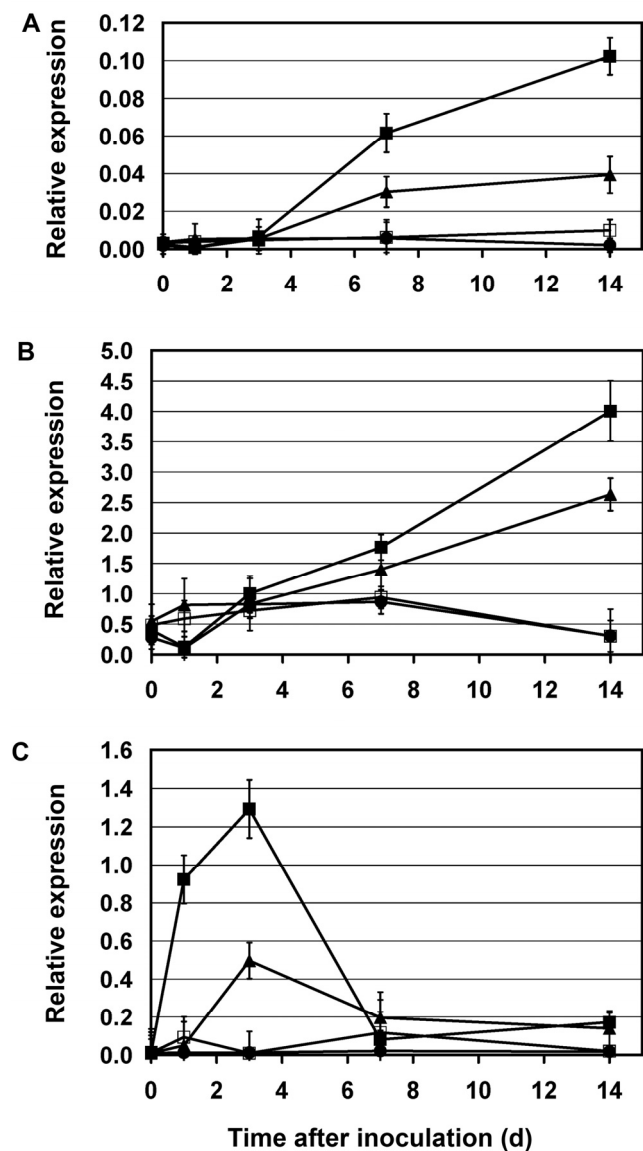 A
Relative expression
0.12
0.10
0.08
0.06
0.04
0.02
0.00
0 2 4 6 8 10 12 14
B
Relative expression
5.0
4.5
4.0
3.5
3.0
2.5
2.0
1.5
1.0
0.5
0.0
0 2 4 6 8 10 12 14
C
Relative expression
1.6
1.4
1.2
1.0
0.8
0.6
0.4
0.2
0.0
0 2 4 6 8 10 12 14
Time after inoculation (d)